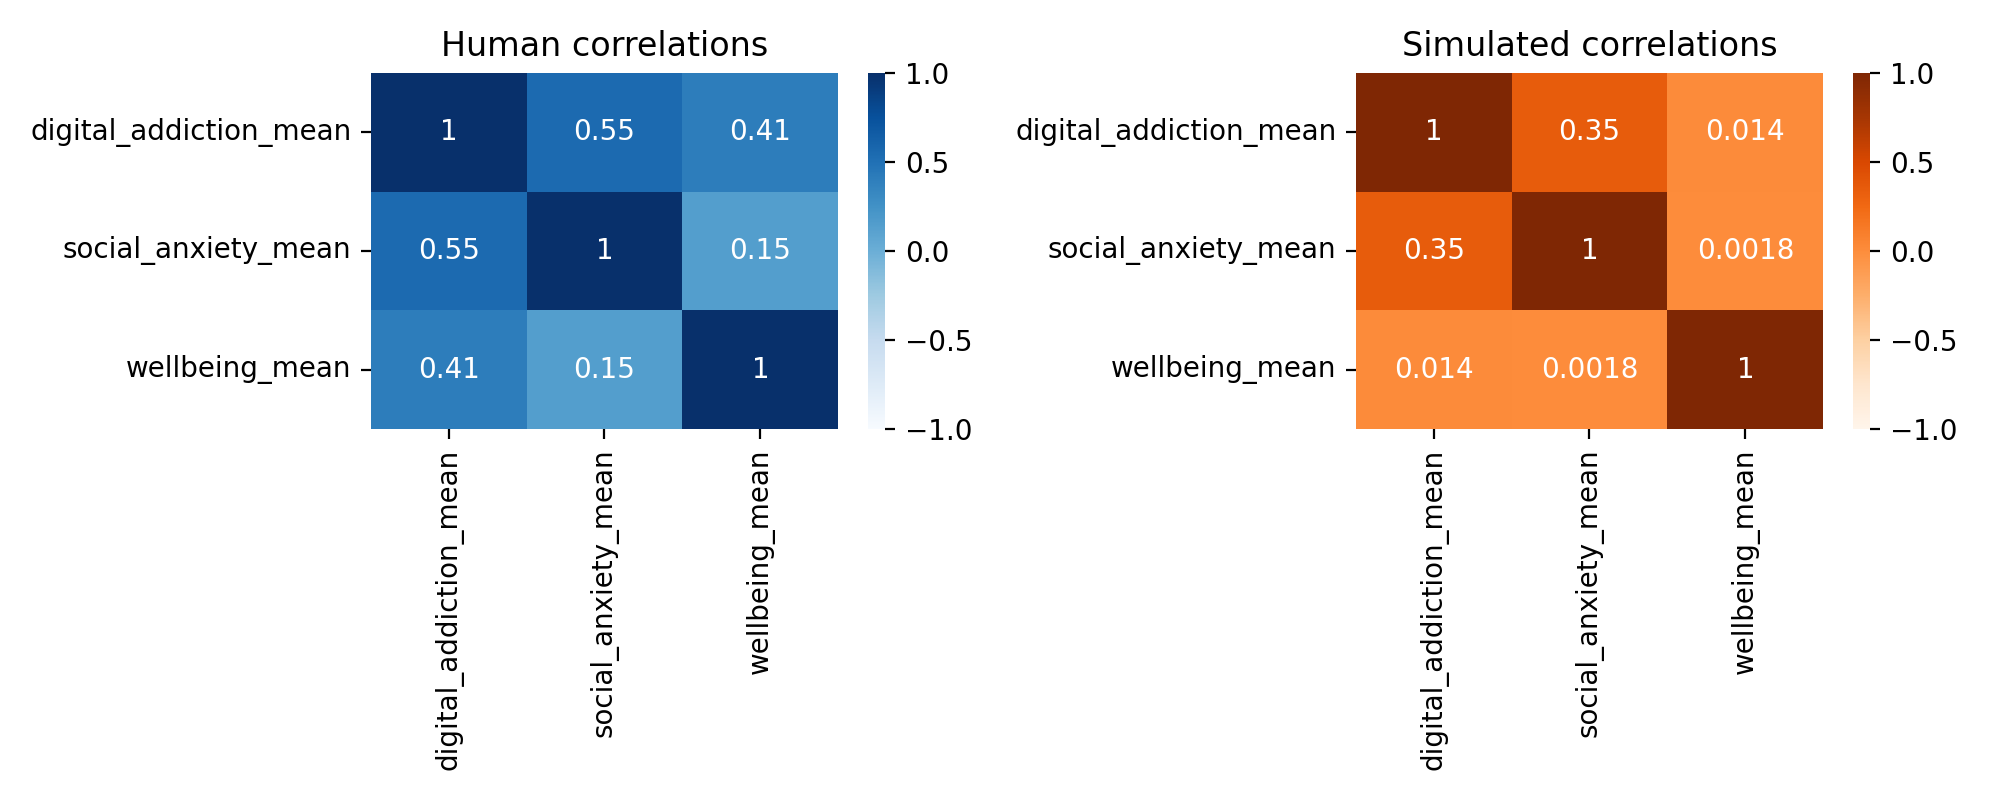 Human correlations
digital_addiction_mean
social_anxiety_mean
wellbeing_mean
1 0.55 0.41
0.55 1 0.15
0.41 0.15 1
digital_addiction_mean
social_anxiety_mean
wellbeing_mean
1.0
0.5
0.0
−0.5
−1.0
Simulated correlations
digital_addiction_mean
social_anxiety_mean
wellbeing_mean
1 0.35 0.014
0.35 1 0.0018
0.014 0.0018 1
digital_addiction_mean
social_anxiety_mean
wellbeing_mean
1.0
0.5
0.0
−0.5
−1.0